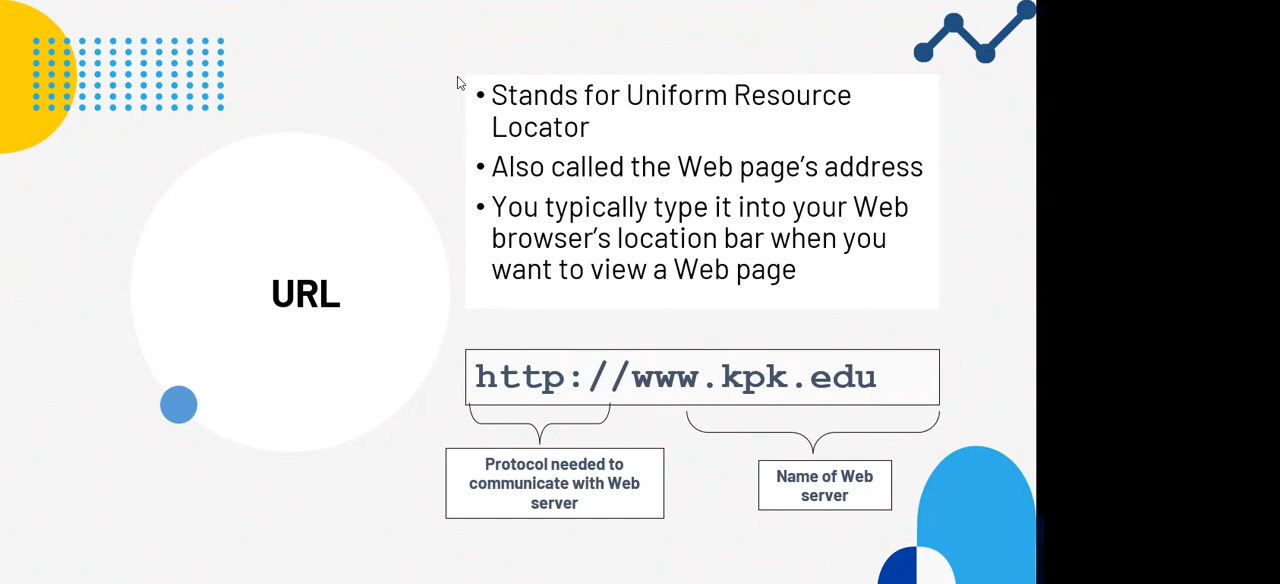 • Stands for Uniform Resource
Locator
• Also called the Web page's address
• You typically type it into your Web
browser's location bar when you
want to view a Web page
URL
http://www.kpk.edu
Protocol needed to
communicate with Web
server
Name of Web
server